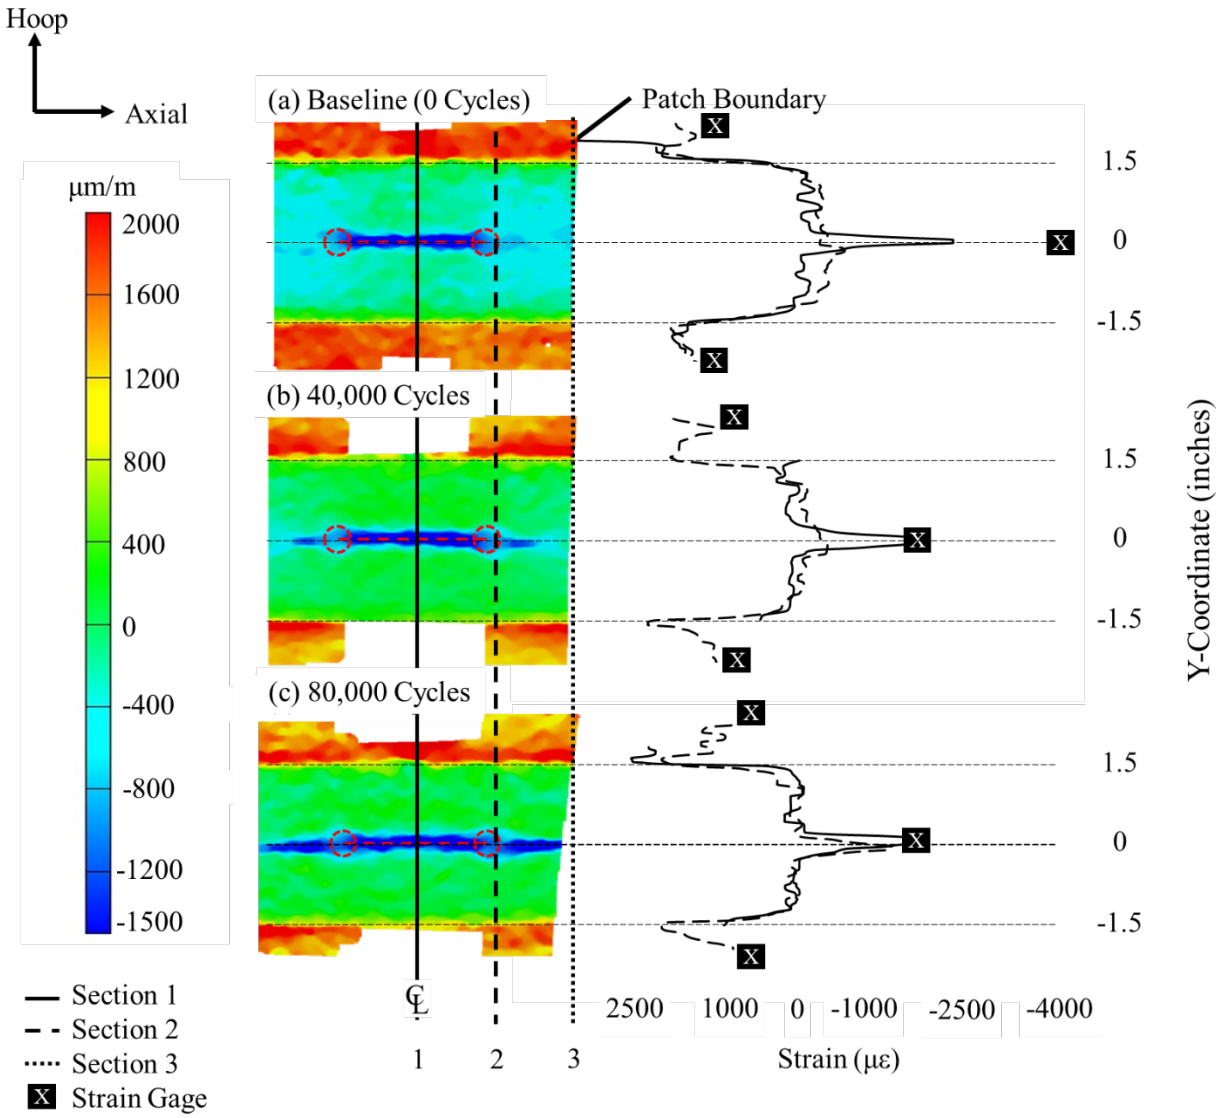 Hoop
Axial
(a) Baseline (0 Cycles)
Patch Boundary
μm/m
2000
1600
1200
800
400
0
-400
-800
-1200
-1500
X
1.5
X
0
-1.5
X
(b) 40,000 Cycles
X
1.5
X
0
-1.5
X
(c) 80,000 Cycles
X
1.5
X
0
-1.5
X
Y-Coordinate (inches)
℄
2500 1000 0 -1000 -2500 -4000
1 2 3 Strain (με)
Section 1
Section 2
Section 3
X Strain Gage